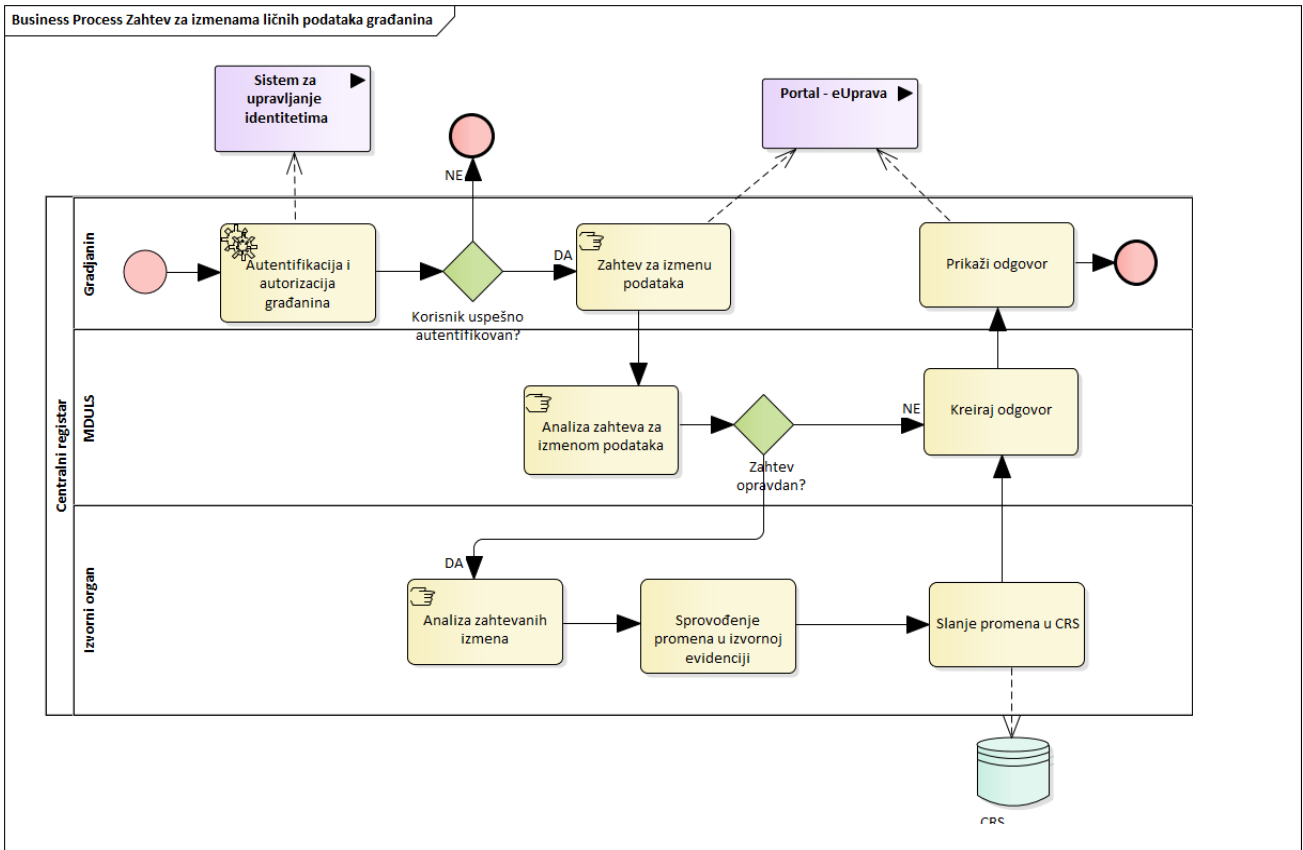 Business Process Zahtev za izmenama ličnih podataka građanina
Sistem za
upravljanje
identitetima
Portal - eUprava
NE
Centralni registar
Gradjanin
Autentifikacija i
autorizacija
građanina
Korisnik uspešno
autentifikovan?
DA
Zahtev za izmenu
podataka
Prikaži odgovor
MDULS
Analiza zahteva za
izmenom podataka
Zahtev
opravdan?
NE
Kreiraj odgovor
Izvorni organ
DA
Analiza zahtevanih
izmena
Sprovođenje
promena u izvornoj
evidenciji
Slanje promena u CRS
CRS